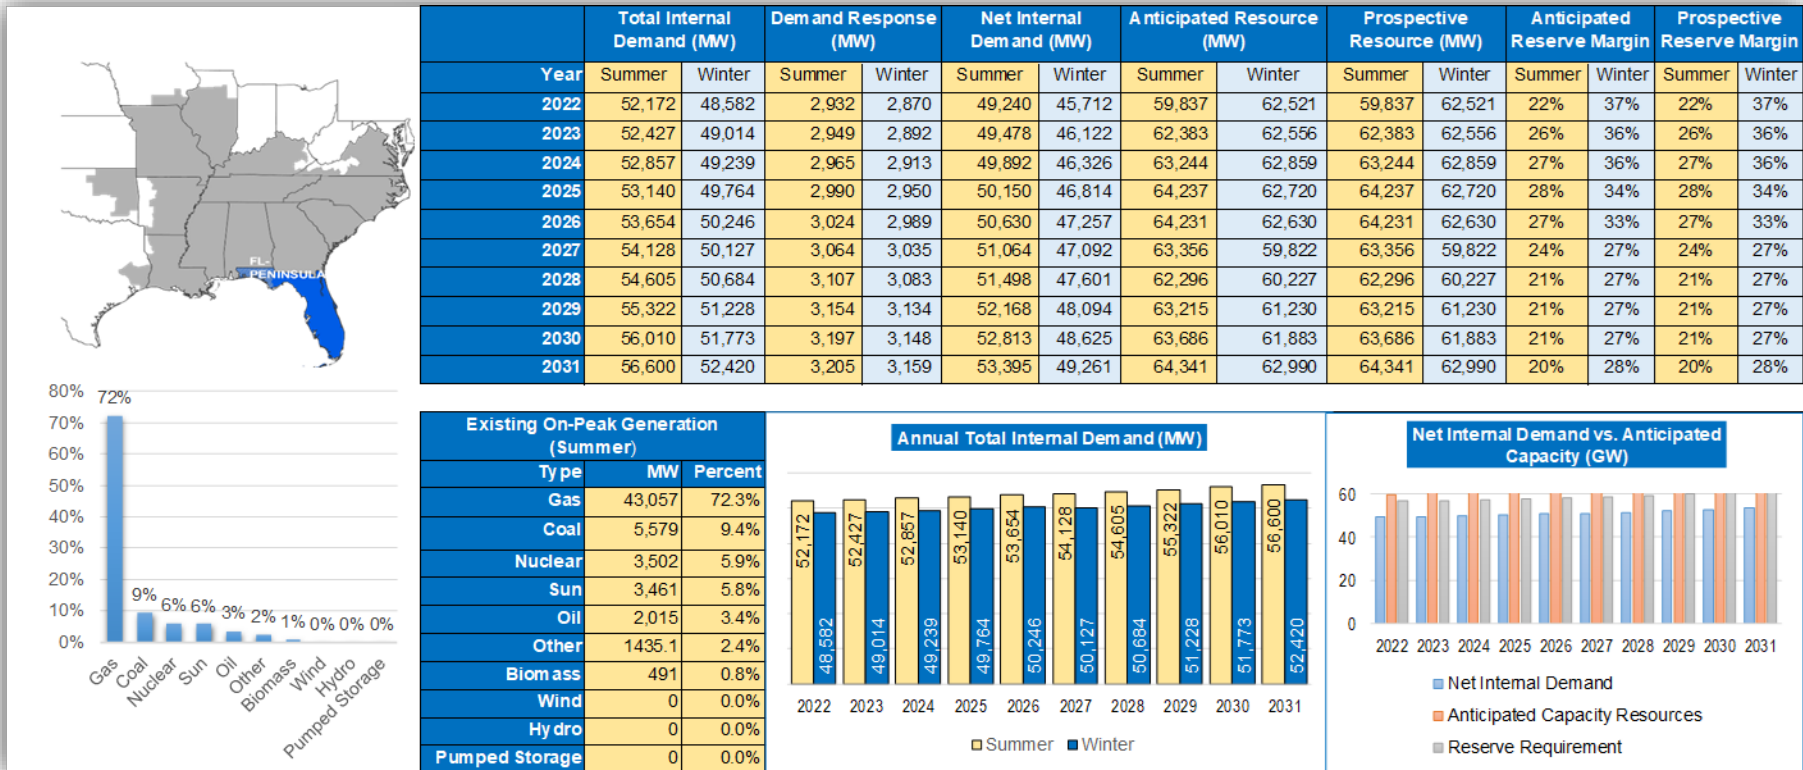 FL-
PENINSULA
Total Internal Demand (MW) Demand Response (MW) Net Internal Demand (MW) Anticipated Resource (MW) Prospective Resource (MW) Anticipated Reserve Margin Prospective Reserve Margin
Year Summer Winter Summer Winter Summer Winter Summer Winter Summer Winter Summer Winter Summer Winter
2022 52,172 48,582 2,932 2,870 49,240 45,712 59,837 62,521 59,837 62,521 22% 37% 22% 37%
2023 52,427 49,014 2,949 2,892 49,478 46,122 62,383 62,556 62,383 62,556 26% 36% 26% 36%
2024 52,857 49,239 2,965 2,913 49,892 46,326 63,244 62,859 63,244 62,859 27% 36% 27% 36%
2025 53,140 49,764 2,990 2,950 50,150 46,814 64,237 62,720 64,237 62,720 28% 34% 28% 34%
2026 53,654 50,246 3,024 2,989 50,630 47,257 64,231 62,630 64,231 62,630 27% 33% 27% 33%
2027 54,128 50,127 3,064 3,035 51,064 47,092 63,356 59,822 63,356 59,822 24% 27% 24% 27%
2028 54,605 50,684 3,107 3,083 51,498 47,601 62,296 60,227 62,296 60,227 21% 27% 21% 27%
2029 55,322 51,228 3,154 3,134 52,168 48,094 63,215 61,230 63,215 61,230 21% 27% 21% 27%
2030 56,010 51,773 3,197 3,148 52,813 48,625 63,686 61,883 63,686 61,883 21% 27% 21% 27%
2031 56,600 52,420 3,205 3,159 53,395 49,261 64,341 62,990 64,341 62,990 20% 28% 20% 28%
80%
70%
60%
50%
40%
30%
20%
10%
0%
72% 9% 6% 6% 3% 2% 1% 0% 0% 0%
Gas Coal Nuclear Sun Oil Other Biomass Wind Hydro Pumped Storage
Existing On-Peak Generation
(Summer)
Type MW Percent
Gas 43,057 72.3%
Coal 5,579 9.4%
Nuclear 3,502 5.9%
Sun 3,461 5.8%
Oil 2,015 3.4%
Other 1435.1 2.4%
Biomass 491 0.8%
Wind 0 0.0%
Hydro 0 0.0%
Pumped Storage 0 0.0%
Annual Total Internal Demand (MW)
52,172 52,427 52,857 53,140 53,654 54,128 54,605 55,322 56,010 56,600
48,582 49,014 49,239 49,764 50,246 50,127 50,684 51,228 51,773 52,420
2022 2023 2024 2025 2026 2027 2028 2029 2030 2031
Summer Winter
Net Internal Demand vs. Anticipated
Capacity (GW)
60
40
20
0
2022 2023 2024 2025 2026 2027 2028 2029 2030 2031
Net Internal Demand
Anticipated Capacity Resources
Reserve Requirement